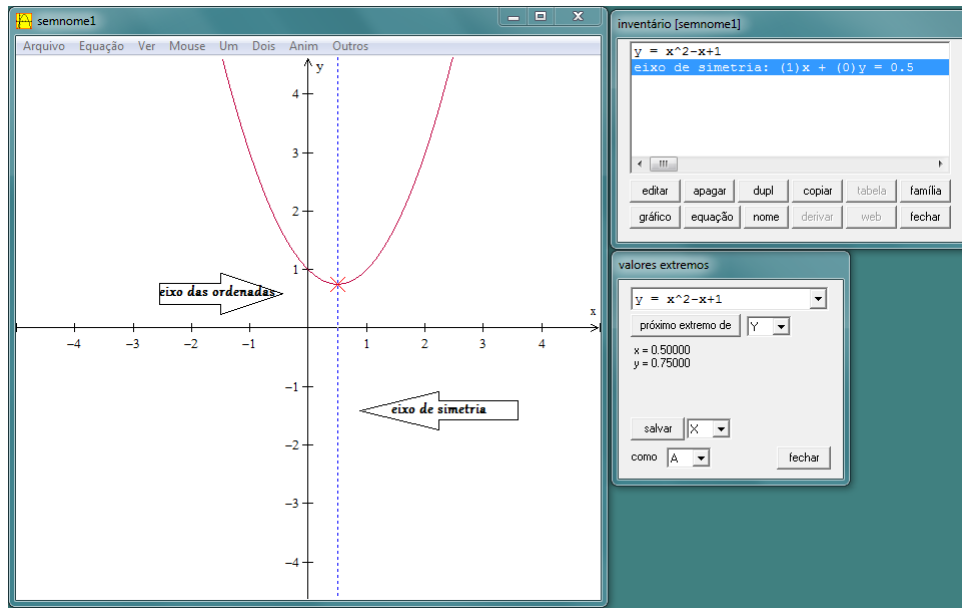 semnome1
Arquivo Equação Ver Mouse Um Dois Anim Outros
y
4
3
2
1
eixo das ordenadas
x
-4 -3 -2 -1 1 2 3 4
-1
eixo de simetria
-2
-3
-4
inventário [semnome1]
y = x^2-x+1
eixo de simetria: (1)x + (0)y = 0.5
editar apagar dupl copiar tabela família
gráfico equação nome derivar web fechar
valores extremos
y = x^2-x+1
próximo extremo de Y
x = 0.50000
y = 0.75000
salvar X
como A fechar